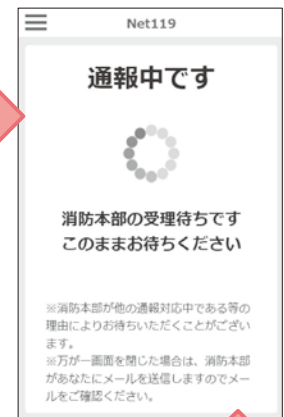 Net119
通報中です
消防本部の受理待ちです
このままお待ちください
※消防本部が他の通報対応中である等の
理由によりお待ちいただくことがござい
ます。
※万が一画面を閉じた場合は、消防本部
があなたにメールを送信しますのでメー
ルをご確認ください。